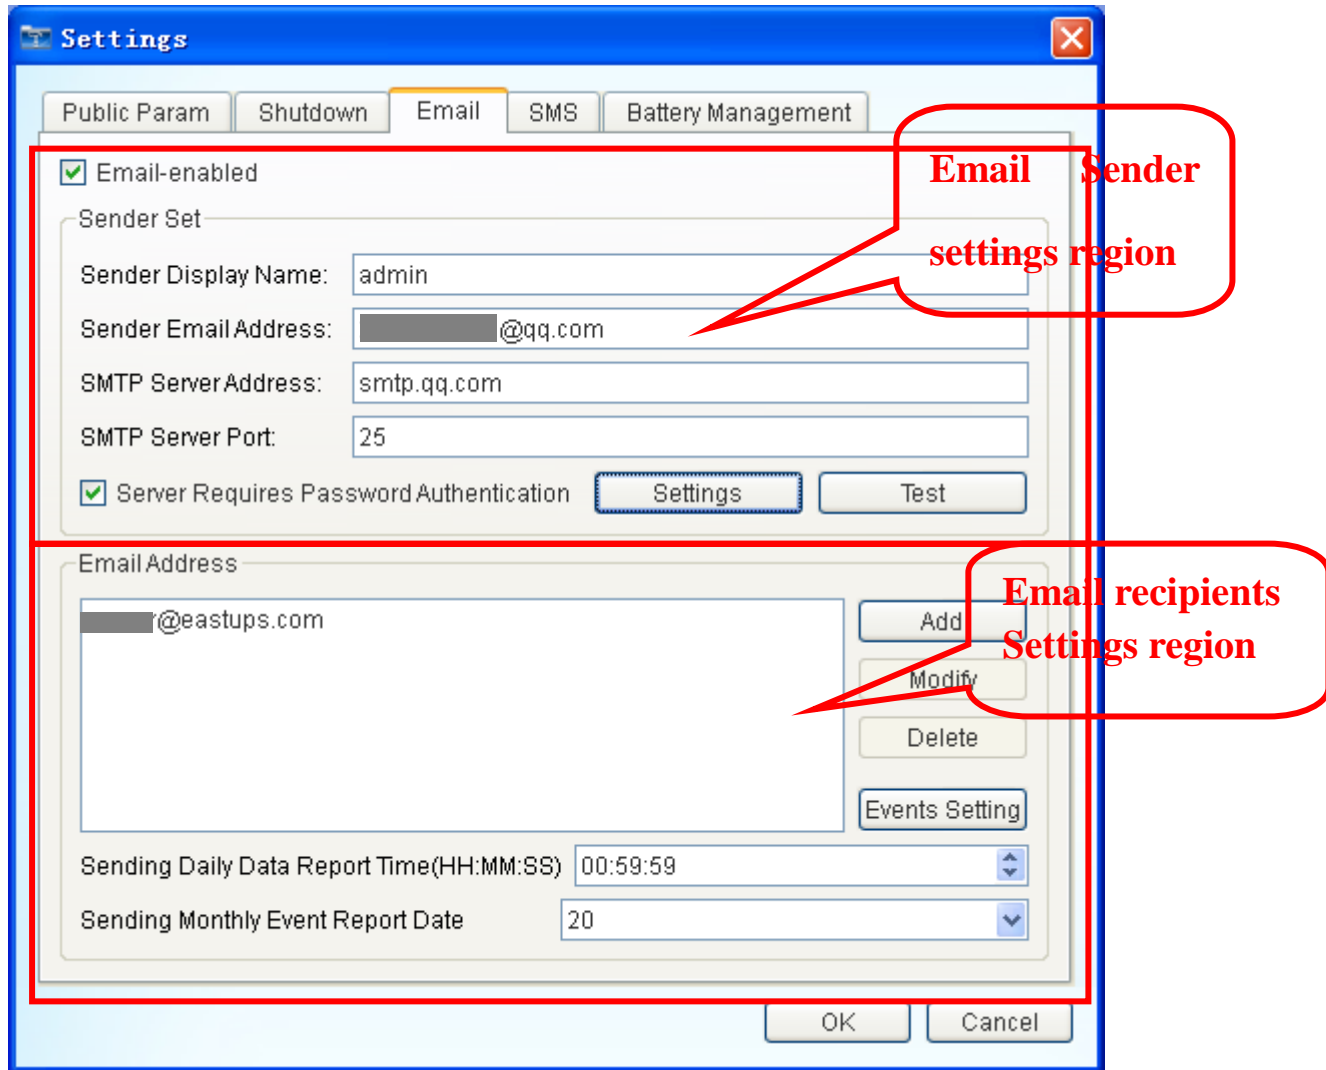 Settings
Public Param Shutdown Email SMS Battery Management
Email-enabled
Email Sender
settings region
Sender Set
Sender Display Name: admin
Sender Email Address: @qq.com
SMTP Server Address: smtp.qq.com
SMTP Server Port: 25
Server Requires Password Authentication Settings Test
Email Address
Email recipients
Settings region
r@eastups.com
Add
Modify
Delete
Events Setting
Sending Daily Data Report Time(HH:MM:SS) 00:59:59
Sending Monthly Event Report Date 20
OK Cancel